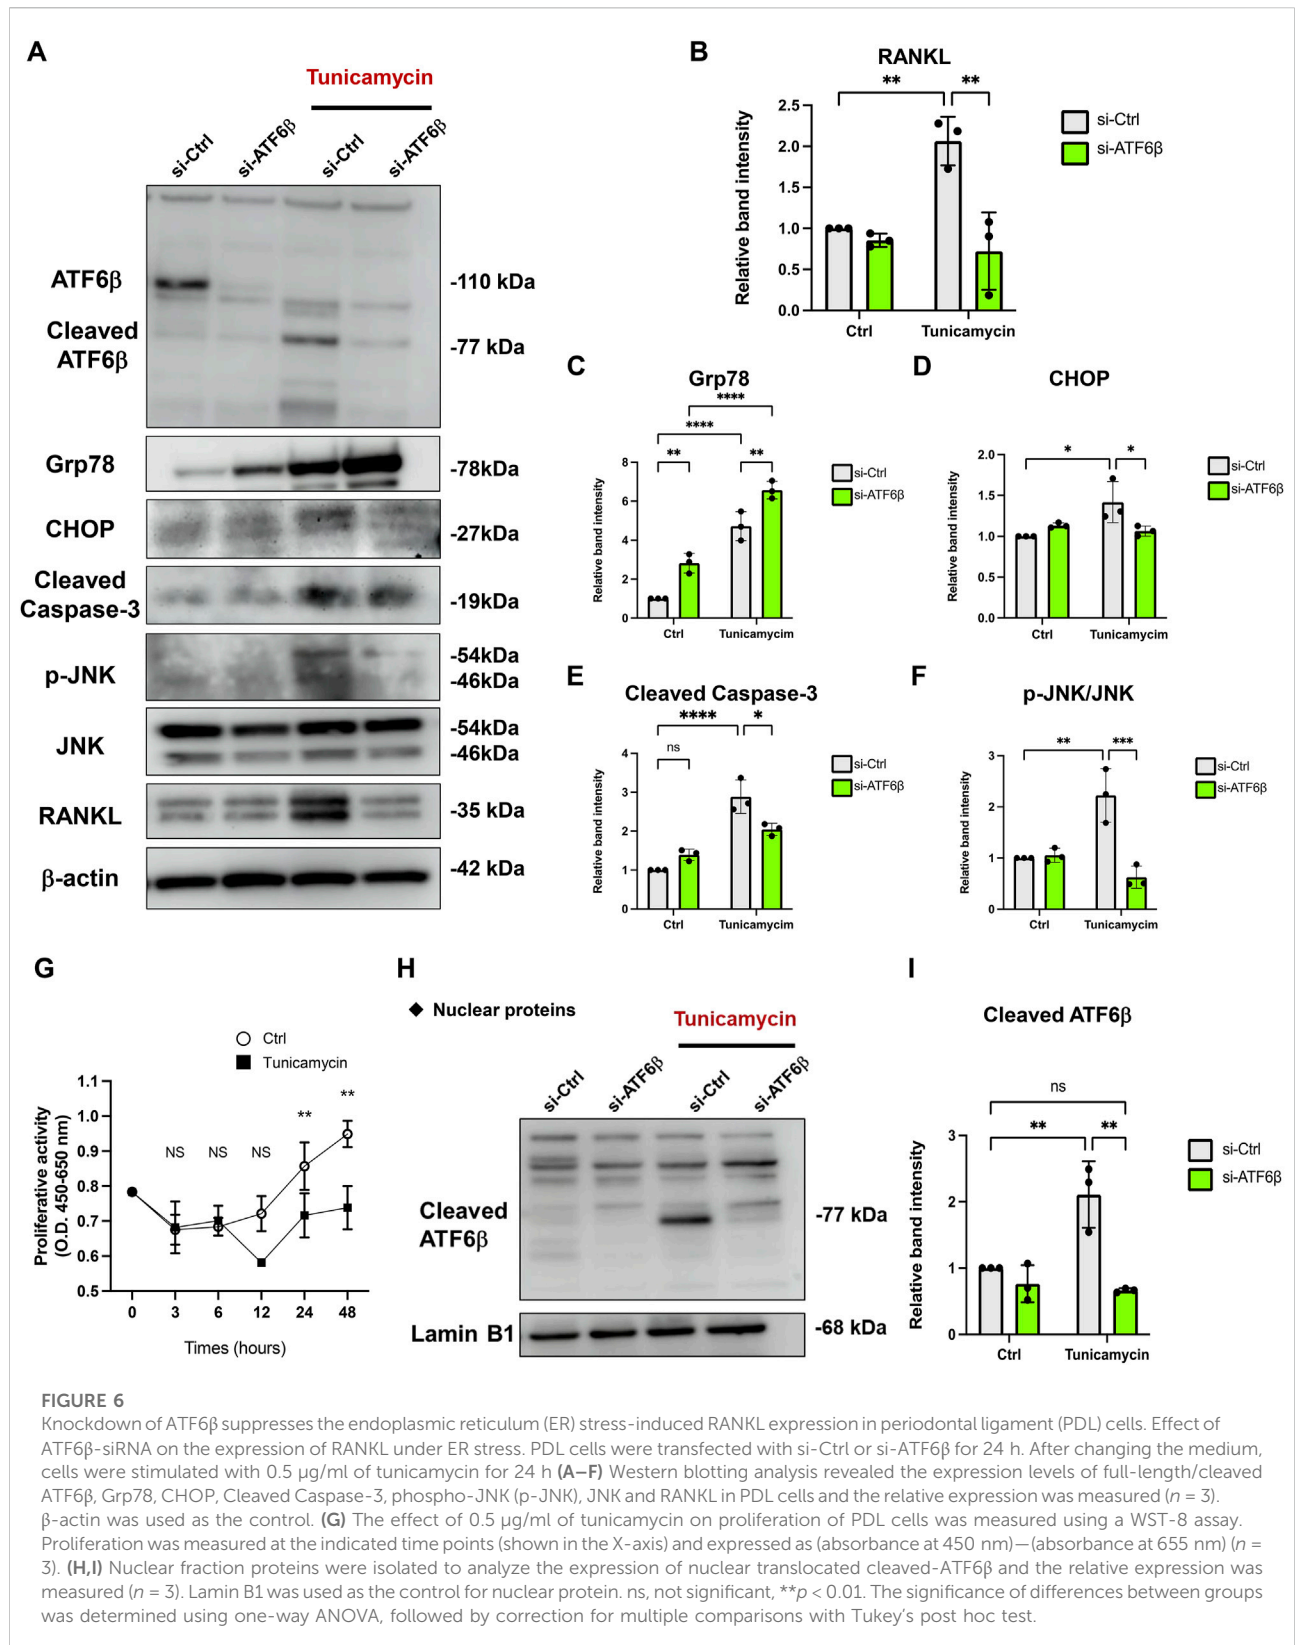 A
Tunicamycin
si-Ctrl
si-ATF6β
si-Ctrl
si-ATF6β
ATF6β
-110 kDa
Cleaved
ATF6β
-77 kDa
Grp78
-78kDa
CHOP
-27kDa
Cleaved
Caspase-3
-19kDa
p-JNK
-54kDa
-46kDa
JNK
-54kDa
-46kDa
RANKL
-35 kDa
β-actin
-42 kDa
B
RANKL
**
**
Relative band intensity
2.5
2.0
1.5
1.0
0.5
0.0
Ctrl
Tunicamycin
si-Ctrl
si-ATF6β
C
Grp78
****
****
**
**
Relative band intensity
8
6
4
2
0
Ctrl
Tunicamycim
si-Ctrl
si-ATF6β
D
CHOP
*
*
Relative band intensity
2.0
1.5
1.0
0.5
0.0
Ctrl
Tunicamycim
si-Ctrl
si-ATF6β
E
Cleaved Caspase-3
****
*
ns
Relative band intensity
4
3
2
1
0
Ctrl
Tunicamycim
si-Ctrl
si-ATF6β
F
p-JNK/JNK
**
***
Relative band intensity
3
2
1
0
Ctrl
Tunicamycim
si-Ctrl
si-ATF6β
G
Ctrl
Tunicamycin
Proliferative activity
(O.D. 450-650 nm)
1.1
1.0
0.9
0.8
0.7
0.6
0.5
NS
NS
NS
**
**
0
3
6
12
24
48
Times (hours)
H
Nuclear proteins
Tunicamycin
si-Ctrl
si-ATF6β
si-Ctrl
si-ATF6β
Cleaved
ATF6β
-77 kDa
Lamin B1
-68 kDa
I
Cleaved ATF6β
ns
**
**
Relative band intensity
3
2
1
0
Ctrl
Tunicamycin
si-Ctrl
si-ATF6β
FIGURE 6
Knockdown of ATF6β suppresses the endoplasmic reticulum (ER) stress-induced RANKL expression in periodontal ligament (PDL) cells. Effect of
ATF6β-siRNA on the expression of RANKL under ER stress. PDL cells were transfected with si-Ctrl or si-ATF6β for 24 h. After changing the medium,
cells were stimulated with 0.5 μg/ml of tunicamycin for 24 h (A–F) Western blotting analysis revealed the expression levels of full-length/cleaved
ATF6β, Grp78, CHOP, Cleaved Caspase-3, phospho-JNK (p-JNK), JNK and RANKL in PDL cells and the relative expression was measured (n = 3).
β-actin was used as the control. (G) The effect of 0.5 μg/ml of tunicamycin on proliferation of PDL cells was measured using a WST-8 assay.
Proliferation was measured at the indicated time points (shown in the X-axis) and expressed as (absorbance at 450 nm)—(absorbance at 655 nm) (n =
3). (H,I) Nuclear fraction proteins were isolated to analyze the expression of nuclear translocated cleaved-ATF6β and the relative expression was
measured (n = 3). Lamin B1 was used as the control for nuclear protein. ns, not significant, **p < 0.01. The significance of differences between groups
was determined using one-way ANOVA, followed by correction for multiple comparisons with Tukey's post hoc test.